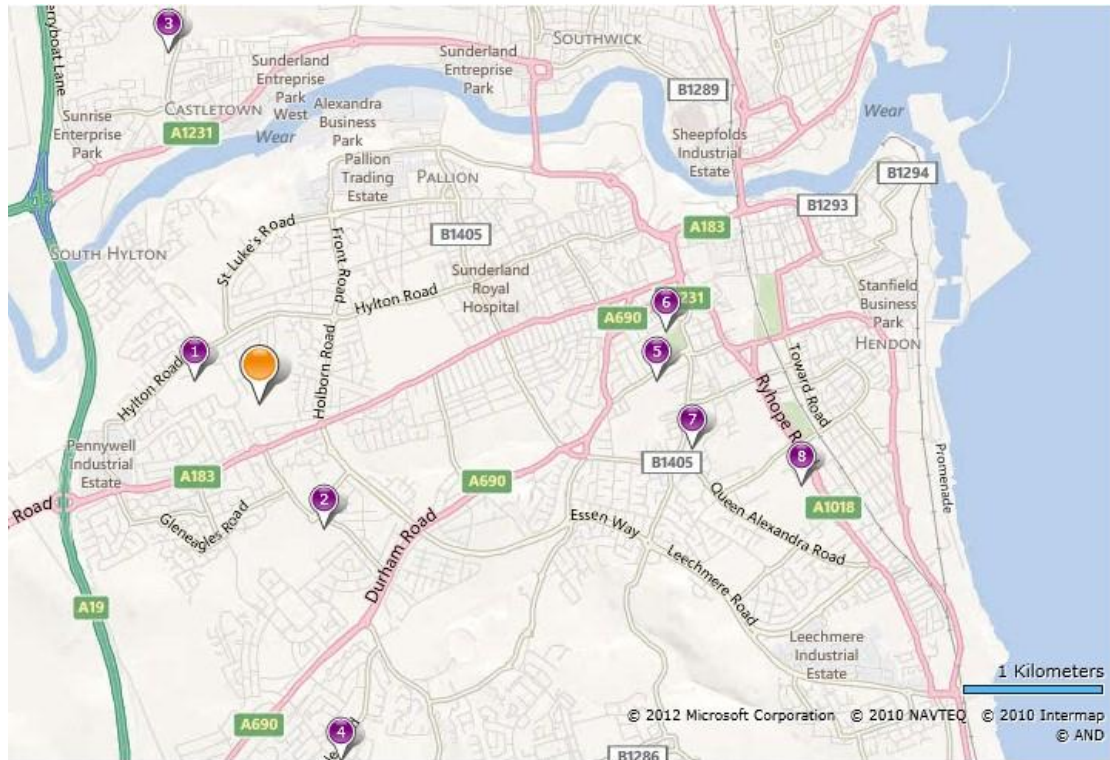 3
erryboat Lane
SOUTHWICK
Sunderland
Entreprise
Park
West
Sunderland
Entreprise
Park
B1289
CASTLETOWN
Alexandra
Business
Park
Sunrise
Enterprise
Park
A1231
Wear
Wear
Sheepfolds
Industrial
Estate
Pallion
Trading
Estate
PALLION
B1294
B1293
St Luke's Road
Front Road
B1405
A183
SOUTH HYLTON
Sunderland
Royal
Hospital
Hylton Road
Stanfield
Business
Park
HENDON
6
231
A690
1
5
Hylton Road
Holborn Road
Toward Road
Ryhope
7
Pennywell
Industrial
Estate
A183
A690
B1405
8
Promenade
Road
2
Gleneagles Road
Durham Road
Essen Way
Queen Alexandra Road
A1018
Leechmere Road
A19
Leechmere
Industrial
Estate
1 Kilometers
A690
4
© 2012 Microsoft Corporation © 2010 NAVTEQ © 2010 Intermap
© AND
B1286